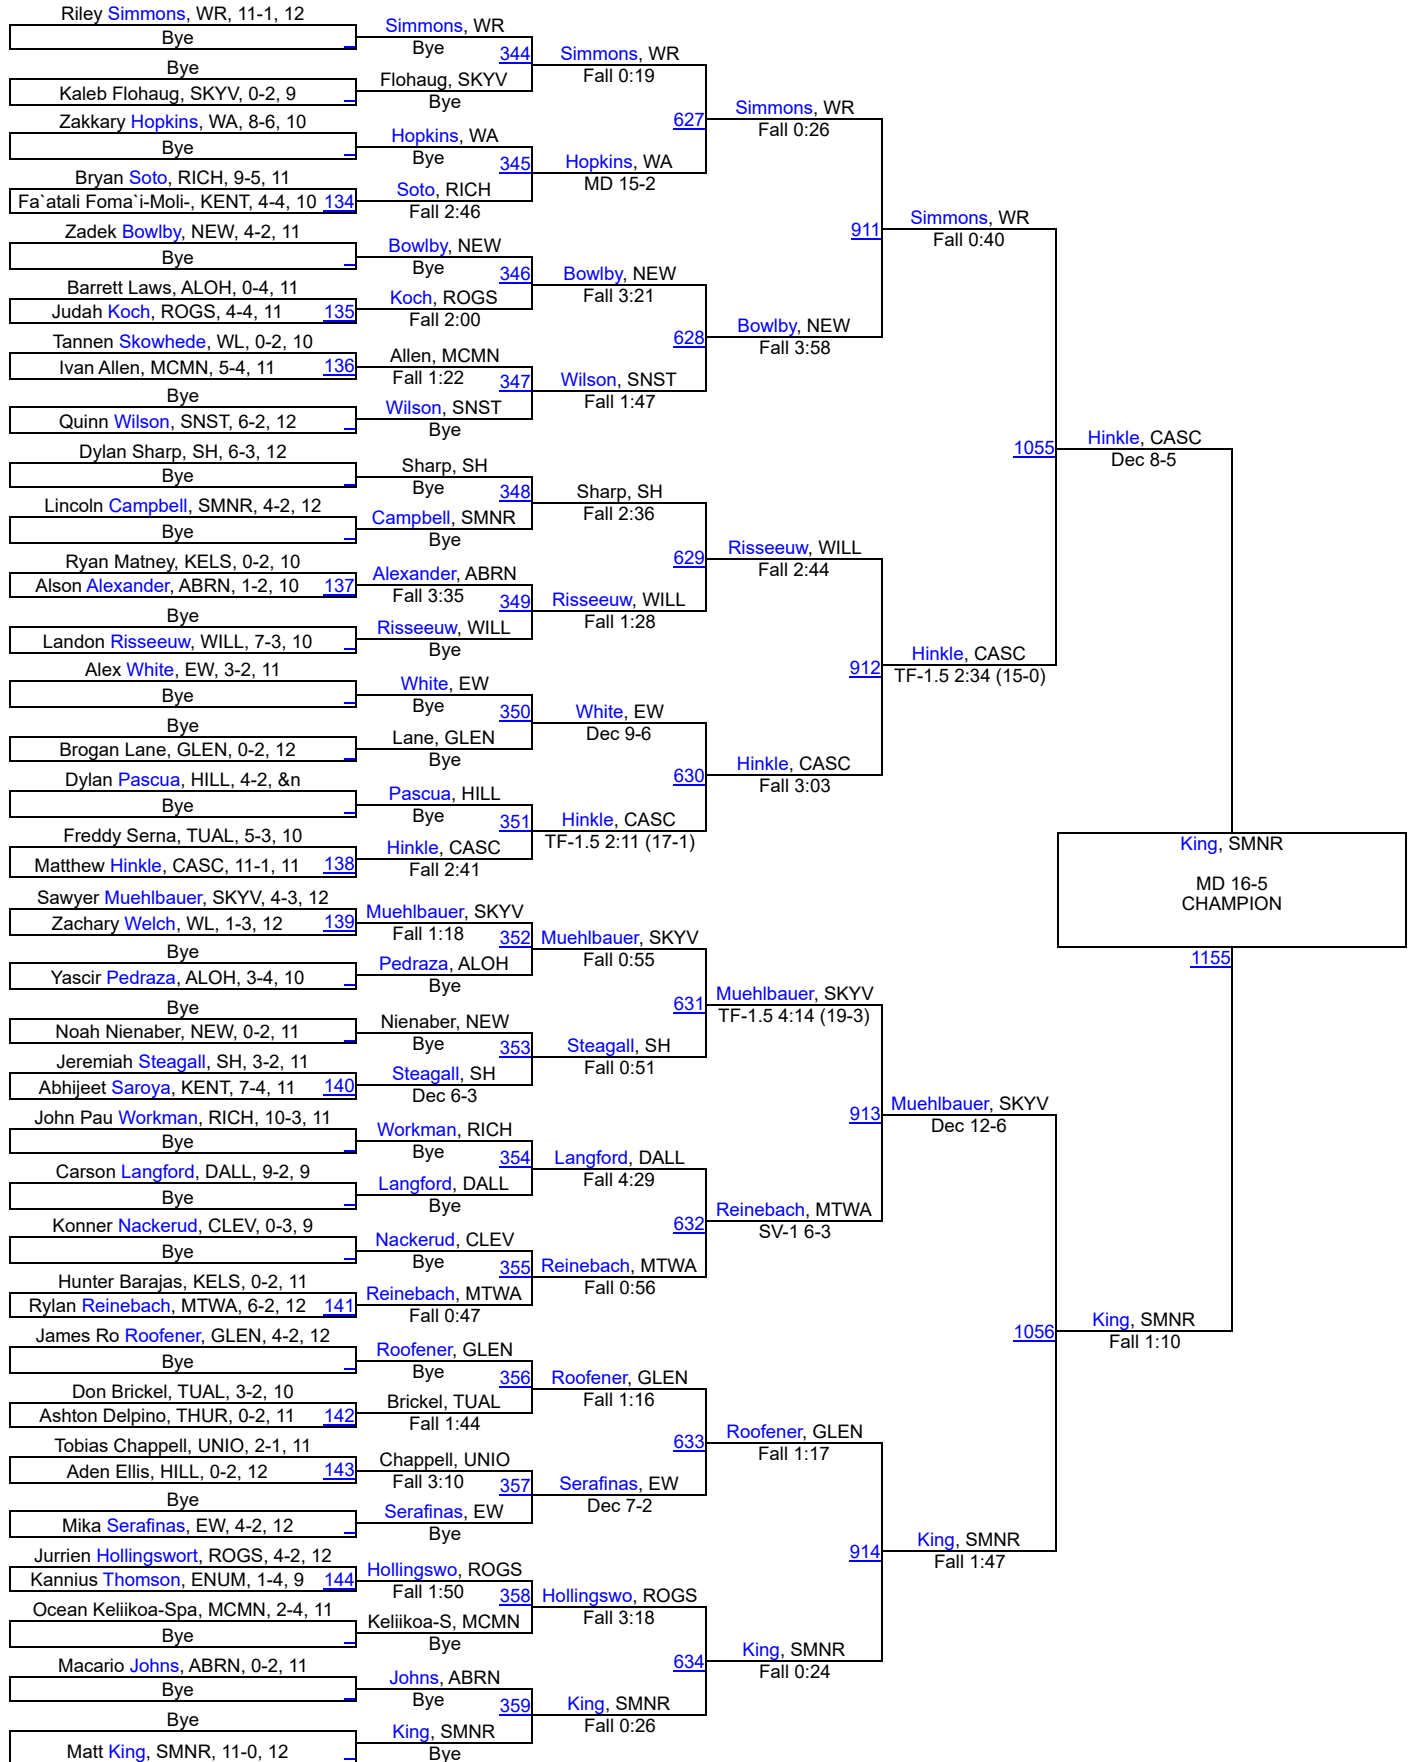 Riley Simmons, WR, 11-1, 12
Bye
Bye
Kaleb Flohaug, SKYV, 0-2, 9
Zakkary Hopkins, WA, 8-6, 10
Bye
Bryan Soto, RICH, 9-5, 11
Fa`atali Foma`i-Moli-, KENT, 4-4, 10 134
Zadek Bowlby, NEW, 4-2, 11
Bye
Barrett Laws, ALOH, 0-4, 11
Judah Koch, ROGS, 4-4, 11 135
Tannen Skowhede, WL, 0-2, 10
Ivan Allen, MCMN, 5-4, 11 136
Bye
Quinn Wilson, SNST, 6-2, 12
Dylan Sharp, SH, 6-3, 12
Bye
Lincoln Campbell, SMNR, 4-2, 12
Bye
Ryan Matney, KELS, 0-2, 10
Alson Alexander, ABRN, 1-2, 10 137
Bye
Landon Risseeuw, WILL, 7-3, 10
Alex White, EW, 3-2, 11
Bye
Bye
Brogan Lane, GLEN, 0-2, 12
Dylan Pascua, HILL, 4-2, &n
Bye
Freddy Serna, TUAL, 5-3, 10
Matthew Hinkle, CASC, 11-1, 11 138
Sawyer Muehlbauer, SKYV, 4-3, 12
Zachary Welch, WL, 1-3, 12 139
Bye
Yascir Pedraza, ALOH, 3-4, 10
Bye
Noah Nienaber, NEW, 0-2, 11
Jeremiah Steagall, SH, 3-2, 11
Abhijeet Saroya, KENT, 7-4, 11 140
John Pau Workman, RICH, 10-3, 11
Bye
Carson Langford, DALL, 9-2, 9
Bye
Konner Nackerud, CLEV, 0-3, 9
Bye
Hunter Barajas, KELS, 0-2, 11
Rylan Reinebach, MTWA, 6-2, 12 141
James Ro Roofener, GLEN, 4-2, 12
Bye
Don Brickel, TUAL, 3-2, 10
Ashton Delpino, THUR, 0-2, 11 142
Tobias Chappell, UNIO, 2-1, 11
Aden Ellis, HILL, 0-2, 12 143
Bye
Mika Serafinas, EW, 4-2, 12
Jurrien Hollingswort, ROGS, 4-2, 12
Kannius Thomson, ENUM, 1-4, 9 144
Ocean Keliikoa-Spa, MCMN, 2-4, 11
Bye
Macario Johns, ABRN, 0-2, 11
Bye
Bye
Matt King, SMNR, 11-0, 12
Simmons, WR
Bye
344
Flohaug, SKYV
Bye
Hopkins, WA
Bye
345
Soto, RICH
Fall 2:46
Bowlby, NEW
Bye
346
Koch, ROGS
Fall 2:00
Allen, MCMN
Fall 1:22
347
Wilson, SNST
Bye
Sharp, SH
Bye
348
Campbell, SMNR
Bye
Alexander, ABRN
Fall 3:35
349
Risseeuw, WILL
Bye
White, EW
Bye
350
Lane, GLEN
Bye
Pascua, HILL
Bye
351
Hinkle, CASC
Fall 2:41
Muehlbauer, SKYV
Fall 1:18
352
Pedraza, ALOH
Bye
Nienaber, NEW
Bye
353
Steagall, SH
Dec 6-3
Workman, RICH
Bye
354
Langford, DALL
Bye
Nackerud, CLEV
Bye
355
Reinebach, MTWA
Fall 0:47
Roofener, GLEN
Bye
356
Brickel, TUAL
Fall 1:44
Chappell, UNIO
Fall 3:10
357
Serafinas, EW
Bye
Hollingswo, ROGS
Fall 1:50
358
Keliikoa-S, MCMN
Bye
Johns, ABRN
Bye
359
King, SMNR
Bye
Simmons, WR
Fall 0:19
627
Hopkins, WA
MD 15-2
Bowlby, NEW
Fall 3:21
628
Wilson, SNST
Fall 1:47
Sharp, SH
Fall 2:36
629
Risseeuw, WILL
Fall 1:28
White, EW
Dec 9-6
630
Hinkle, CASC
TF-1.5 2:11 (17-1)
Muehlbauer, SKYV
Fall 0:55
631
Steagall, SH
Fall 0:51
Langford, DALL
Fall 4:29
632
Reinebach, MTWA
Fall 0:56
Roofener, GLEN
Fall 1:16
633
Serafinas, EW
Dec 7-2
Hollingswo, ROGS
Fall 3:18
634
King, SMNR
Fall 0:26
Simmons, WR
Fall 0:26
911
Bowlby, NEW
Fall 3:58
Risseeuw, WILL
Fall 2:44
912
Hinkle, CASC
Fall 3:03
Muehlbauer, SKYV
TF-1.5 4:14 (19-3)
913
Reinebach, MTWA
SV-1 6-3
Roofener, GLEN
Fall 1:17
914
King, SMNR
Fall 0:24
Simmons, WR
Fall 0:40
1055
Hinkle, CASC
TF-1.5 2:34 (15-0)
Muehlbauer, SKYV
Dec 12-6
1056
King, SMNR
Fall 1:47
Hinkle, CASC
Dec 8-5
King, SMNR
MD 16-5
CHAMPION
1155
King, SMNR
Fall 1:10